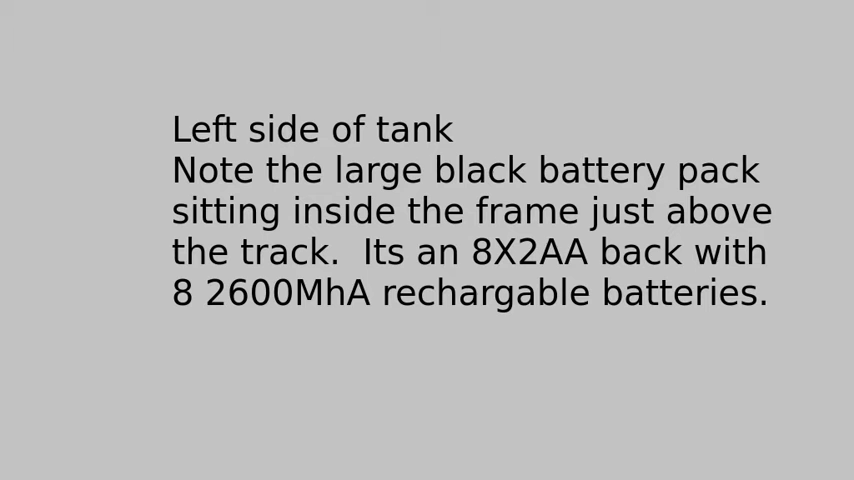 Left side of tank
Note the large black battery pack
sitting inside the frame just above
the track.  Its an 8X2AA back with
8 2600MhA rechargable batteries.